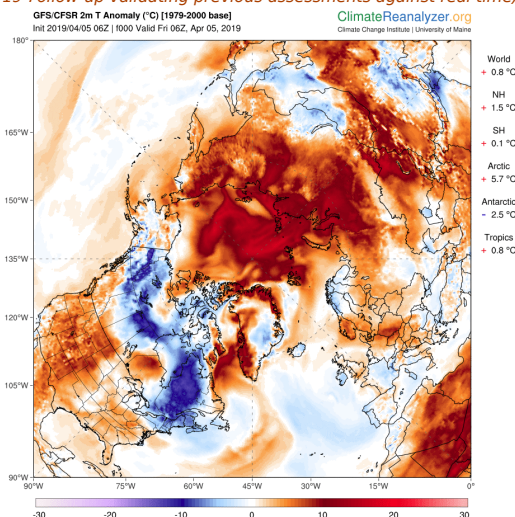 19 Follow-up validating previous assessments against real time)
GFS/CFSR 2m T Anomaly (°C) [1979-2000 base]
Init 2019/04/05 06Z | f000 Valid Fri 06Z, Apr 05, 2019
ClimateReanalyzer.org
Climate Change Institute | University of Maine
180°
165°W
150°W
135°W
120°W
105°W
90°W
90°W 75°W 60°W 45°W 30°W 15°W 0°
World
+ 0.8 °C
NH
+ 1.5 °C
SH
+ 0.1 °C
Arctic
+ 5.7 °C
Antarctic
- 2.5 °C
Tropics
+ 0.8 °C
-30 -20 -10 0 10 20 30